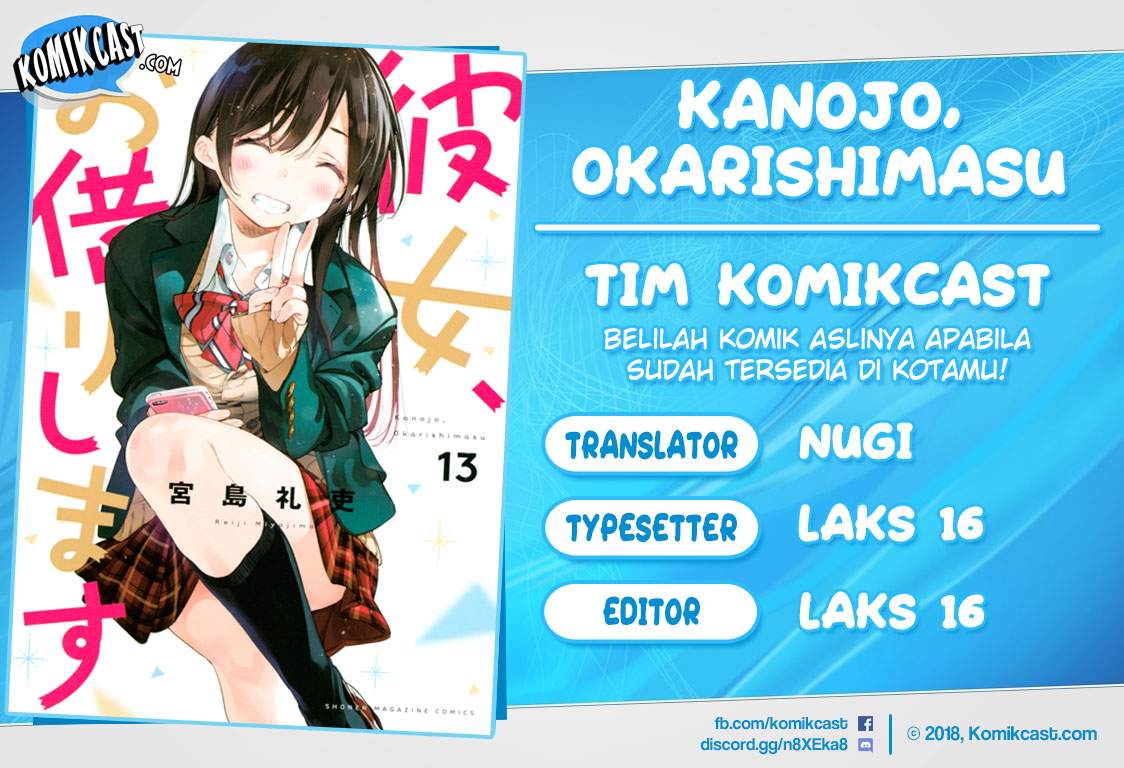 KOMIKCAST
.COM
彼女、
お借りします
Kanojo,
Okarishimasu
13
宮島礼吏
Reiji Miyajima
SHONEN MAGAZINE COMICS
KANOJO,
OKARISHIMASU
TIM KOMIKCAST
BELILAH KOMIK ASLINYA APABILA
SUDAH TERSEDIA DI KOTAMU!
TRANSLATOR NUGI
TYPESETTER LAKS 16
EDITOR LAKS 16
fb.com/komikcast
discord.gg/n8XEka8
© 2018, Komikcast.com